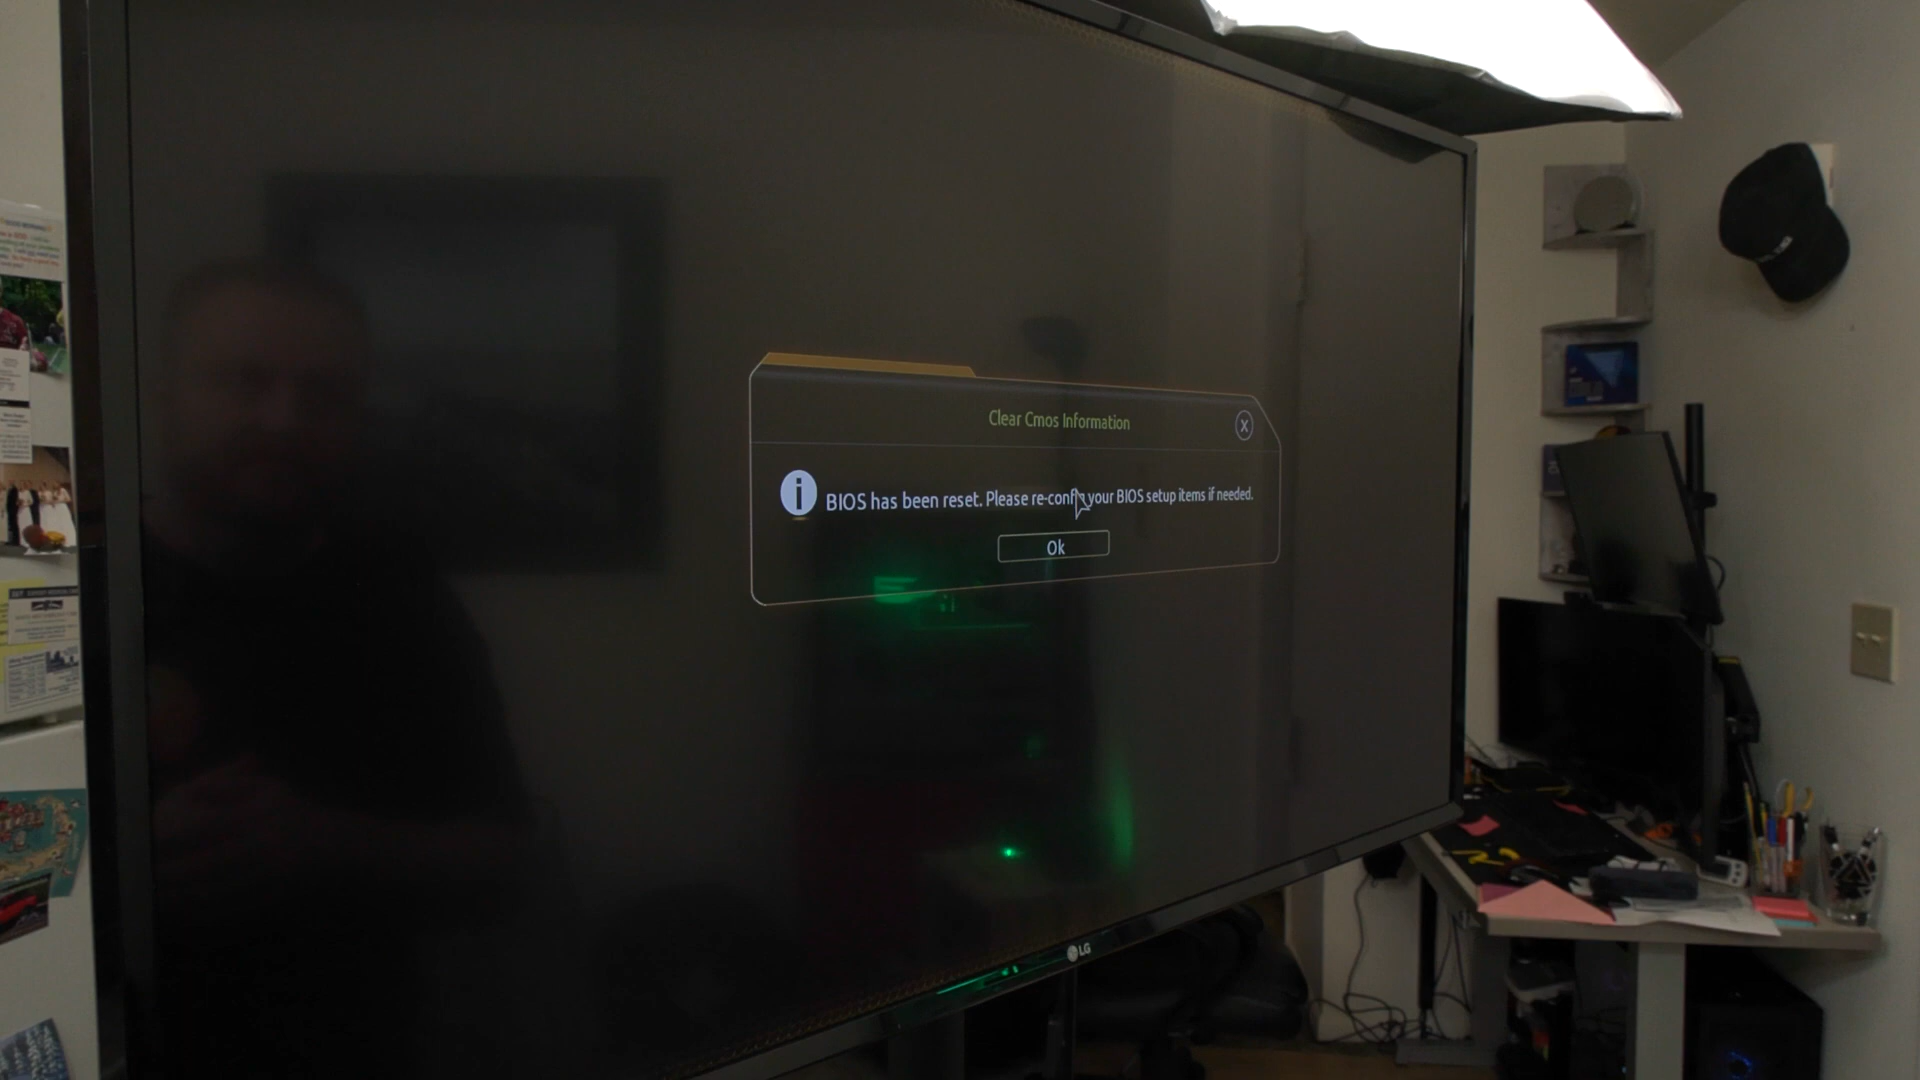 Clear Cmos Information
X
i
BIOS has been reset. Please re-config your BIOS setup items if needed.
Ok
LG